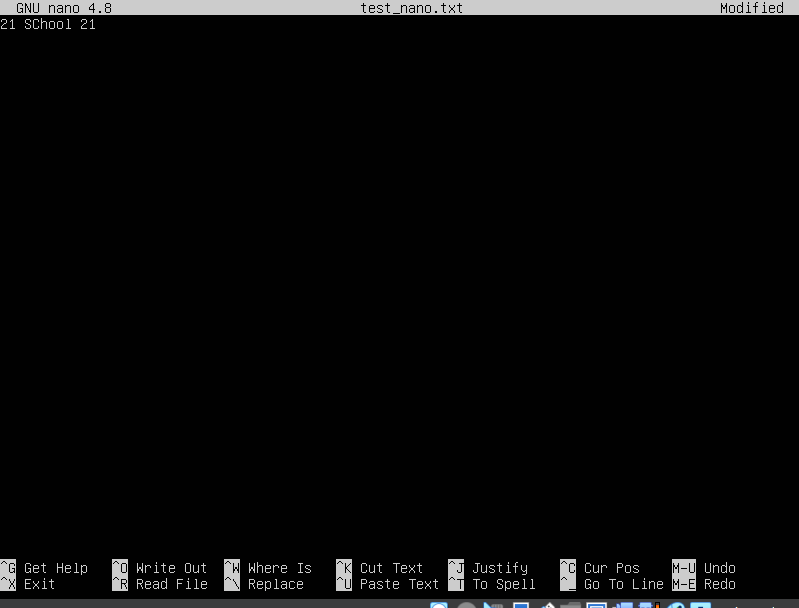 GNU nano 4.8 test_nano.txt Modified
21 SChool 21
^G Get Help ^O Write Out ^W Where Is ^K Cut Text ^J Justify ^C Cur Pos M-U Undo
^X Exit ^R Read File ^\ Replace ^U Paste Text ^T To Spell ^_ Go To Line M-E Redo